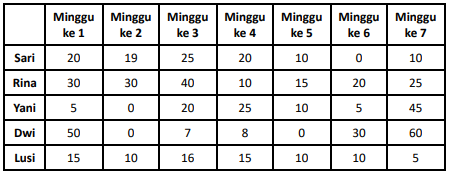 Minggu ke 1 Minggu ke 2 Minggu ke 3 Minggu ke 4 Minggu ke 5 Minggu ke 6 Minggu ke 7
Sari 20 19 25 20 10 0 10
Rina 30 30 40 10 15 20 25
Yani 5 0 20 25 10 5 45
Dwi 50 0 7 8 0 30 60
Lusi 15 10 16 15 10 10 5